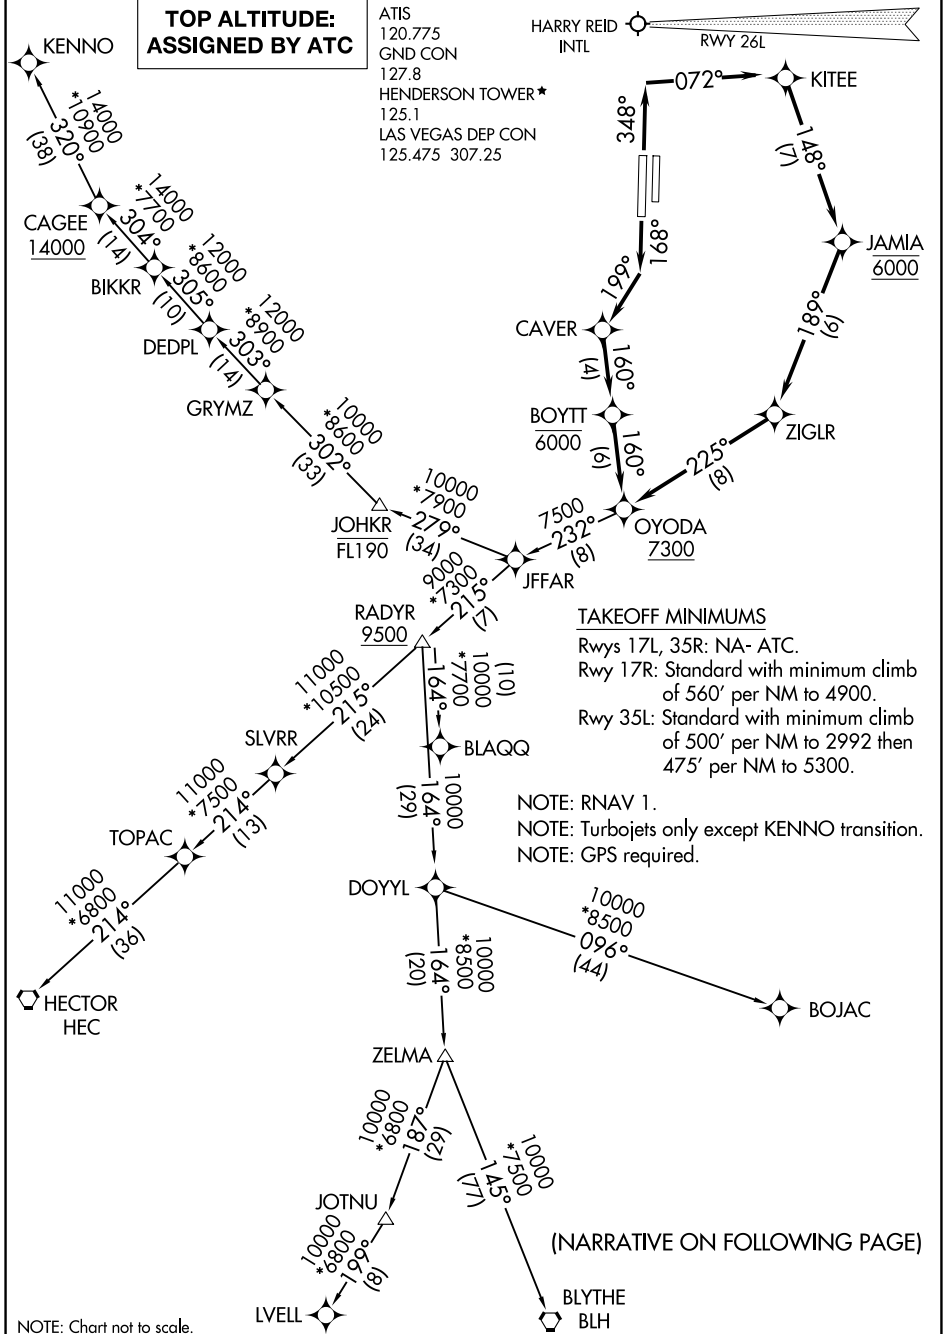 TOP ALTITUDE:
ASSIGNED BY ATC
ATIS
120.775
GND CON
127.8
HENDERSON TOWER★
125.1
LAS VEGAS DEP CON
125.475 307.25
HARRY REID
INTL
RWY 26L
KENNO
14000
*10900
320°
(38)
CAGEE
14000
14000
*7700
304°
(14)
BIKKR
12000
*8600
305°
(10)
DEDPL
12000
*8900
303°
(14)
GRYMZ
10000
*8600
302°
(33)
JOHKR
FL190
10000
*7900
279°
(34)
JFFAR
348°
072°
KITEE
148°
(7)
JAMIA
6000
189°
(6)
ZIGLR
225°
(8)
168°
199°
CAVER
160°
(4)
BOYTT
6000
160°
(6)
OYODA
7300
7500
232°
(8)
9000
*7300
215°
(7)
RADYR
9500
164°
10000
*7700
(10)
BLAQQ
11000
*10500
215°
(24)
SLVRR
11000
*7500
214°
(13)
TOPAC
11000
*6800
214°
(36)
HECTOR
HEC
10000
164°
(29)
DOYYL
10000
*8500
096°
(44)
BOJAC
10000
*8500
164°
(20)
ZELMA
10000
*6800
187°
(29)
JOTNU
10000
*6800
199°
(8)
LVELL
10000
*7500
145°
(77)
BLYTHE
BLH
TAKEOFF MINIMUMS
Rwys 17L, 35R: NA- ATC.
Rwy 17R: Standard with minimum climb
of 560' per NM to 4900.
Rwy 35L: Standard with minimum climb
of 500' per NM to 2992 then
475' per NM to 5300.
NOTE: RNAV 1.
NOTE: Turbojets only except KENNO transition.
NOTE: GPS required.
(NARRATIVE ON FOLLOWING PAGE)
NOTE: Chart not to scale.